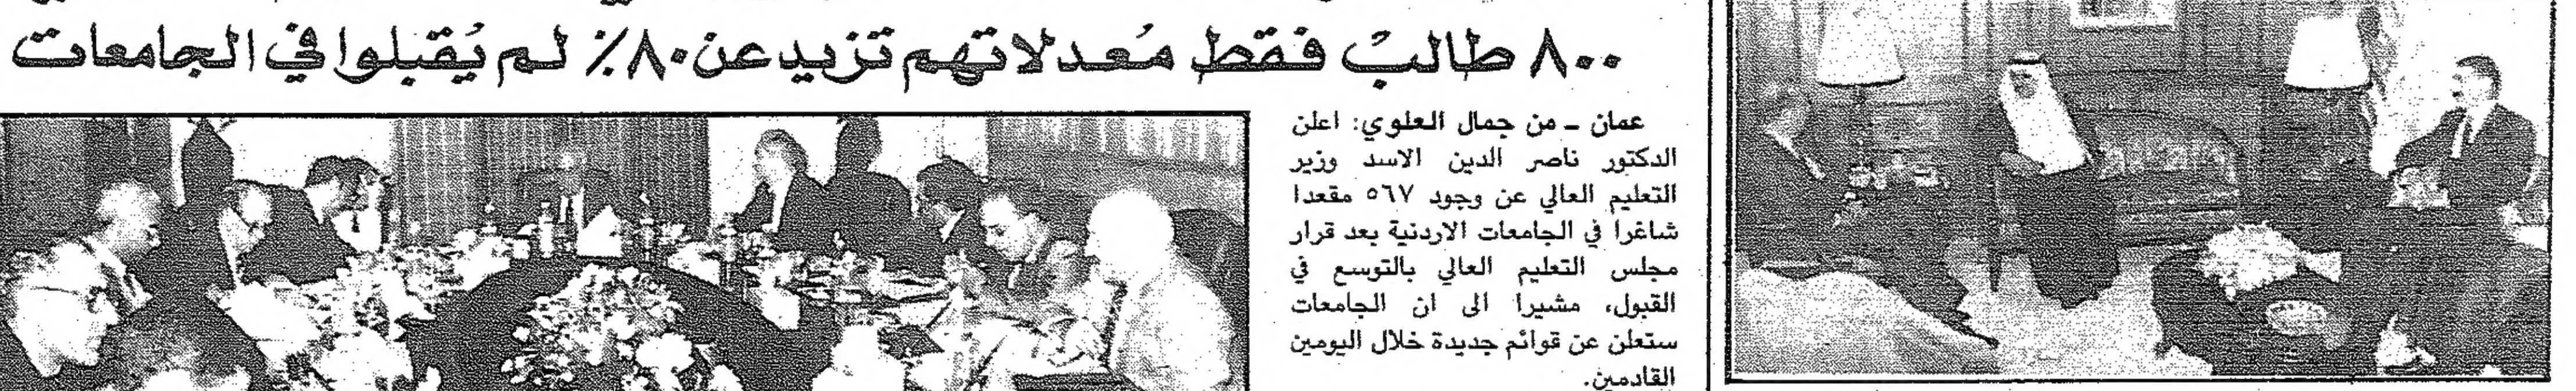 ٨٠٠ طالب فقط مُعدلاتهم تزيد عن ٨٠٪ لم يُقبلوا في الجامعات
عمان ـ من جمال العلوي: اعلن
الدكتور ناصر الدين الاسد وزير
التعليم العالي عن وجود ٥٦٧ مقعدا
شاغرا في الجامعات الاردنية بعد قرار
مجلس التعليم العالي بالتوسع في
القبول، مشيرا الى ان الجامعات
ستعلن عن قوائم جديدة خلال اليومين
القادمين.